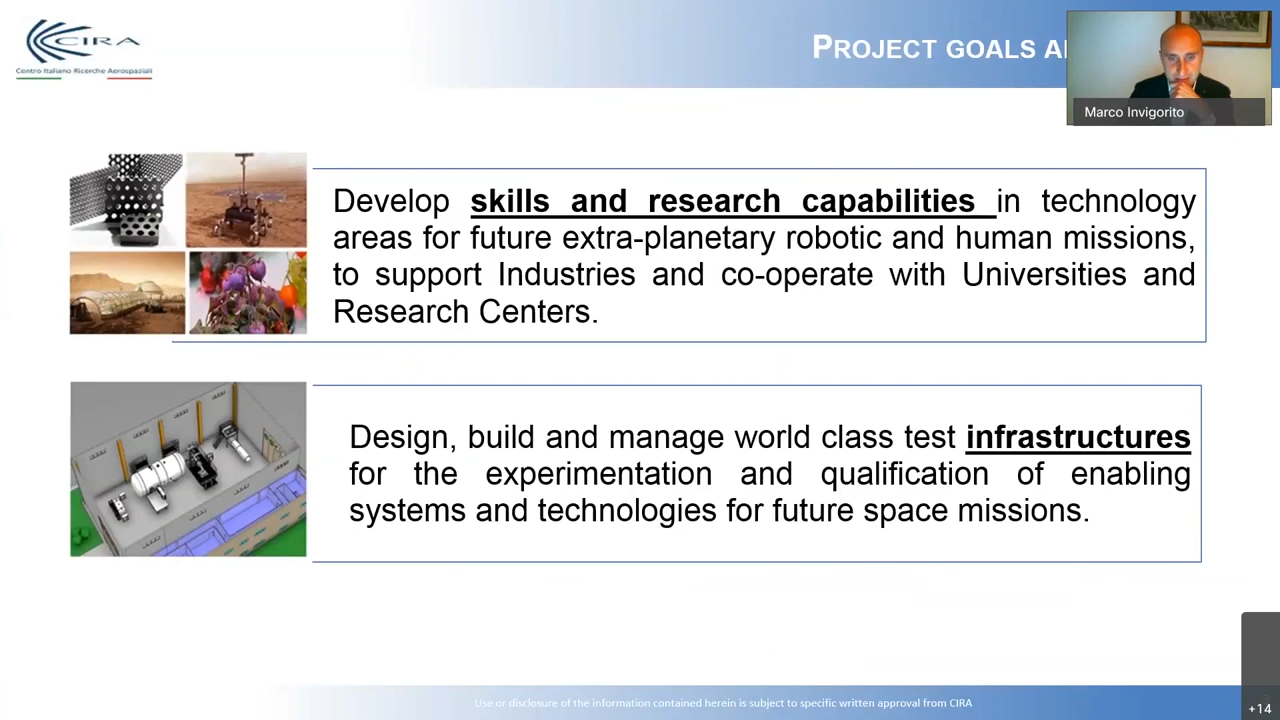 CIRA
Centro Italiano Ricerche Aerospaziali
PROJECT GOALS
Marco Invigorito
Develop skills and research capabilities in technology
areas for future extra-planetary robotic and human missions,
to support Industries and co-operate with Universities and
Research Centers.
Design, build and manage world class test infrastructures
for the experimentation and qualification of enabling
systems and technologies for future space missions.
Use or disclosure of the information contained herein is subject to specific written approval from CIRA
+14